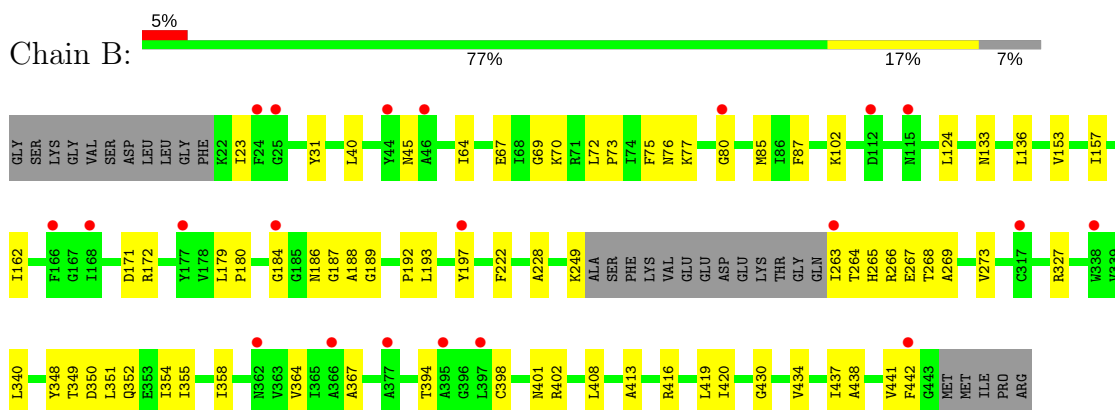 5%
Chain B:
77% 17% 7%
GLY SER LYS GLY VAL SER ASP LEU LEU GLY PHE K22 I23 F24 G25 Y31 L40 Y44 N45 A46 I64 E67 I68 G69 K70 R71 L72 P73 I74 F75 N76 K77 G80 M85 I86 F87 K102 D112 N115 L124 N133 L136 V153 I157
I162 F166 G167 I168 D171 R172 Y177 V178 L179 P180 G184 G185 N186 G187 A188 G189 P192 L193 Y197 F222 A228 K249 ALA SER PHE LYS VAL GLU GLU ASP GLU LYS THR GLY GLN I263 T264 H265 R266 E267 T268 A269 V273 C317 R327 W338 V339
L340 Y348 T349 D350 L351 Q352 E353 I354 I355 I358 N362 V363 V364 I365 A366 A367 A377 T394 A395 G396 L397 C398 N401 R402 L408 A413 R416 L419 I420 G430 V434 I437 A438 V441 F442 G443 MET MET ILE PRO ARG